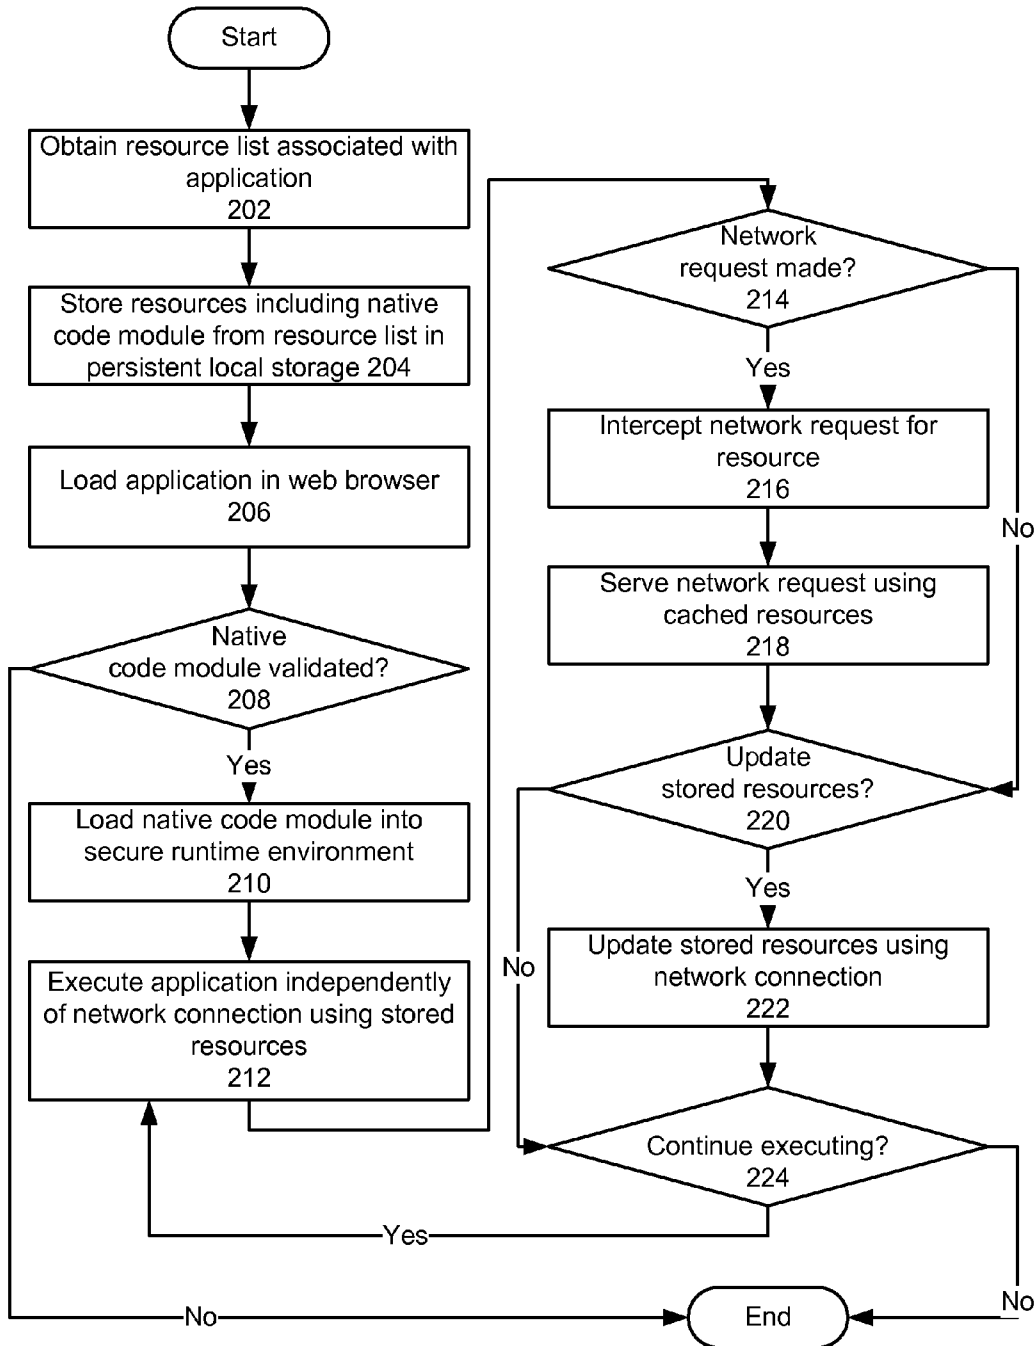 Start
Obtain resource list associated with
application
202
Store resources including native
code module from resource list in
persistent local storage 204
Load application in web browser
206
Native
code module validated?
208
Yes
Load native code module into
secure runtime environment
210
Execute application independently
of network connection using stored
resources
212
Network
request made?
214
Yes
No
Intercept network request for
resource
216
Serve network request using
cached resources
218
Update
stored resources?
220
Yes
No
Update stored resources using
network connection
222
Continue executing?
224
Yes
No
No
End